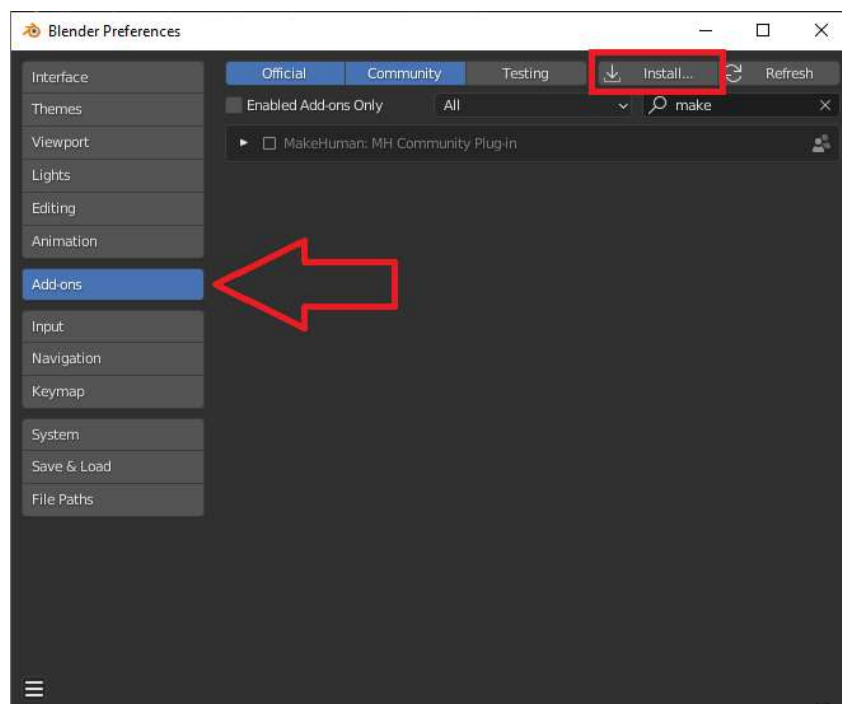 Blender Preferences
Interface
Themes
Viewport
Lights
Editing
Animation
Add-ons
Input
Navigation
Keymap
System
Save & Load
File Paths
Official Community Testing Install... Refresh
Enabled Add-ons Only All make
MakeHuman: MH Community Plug-in